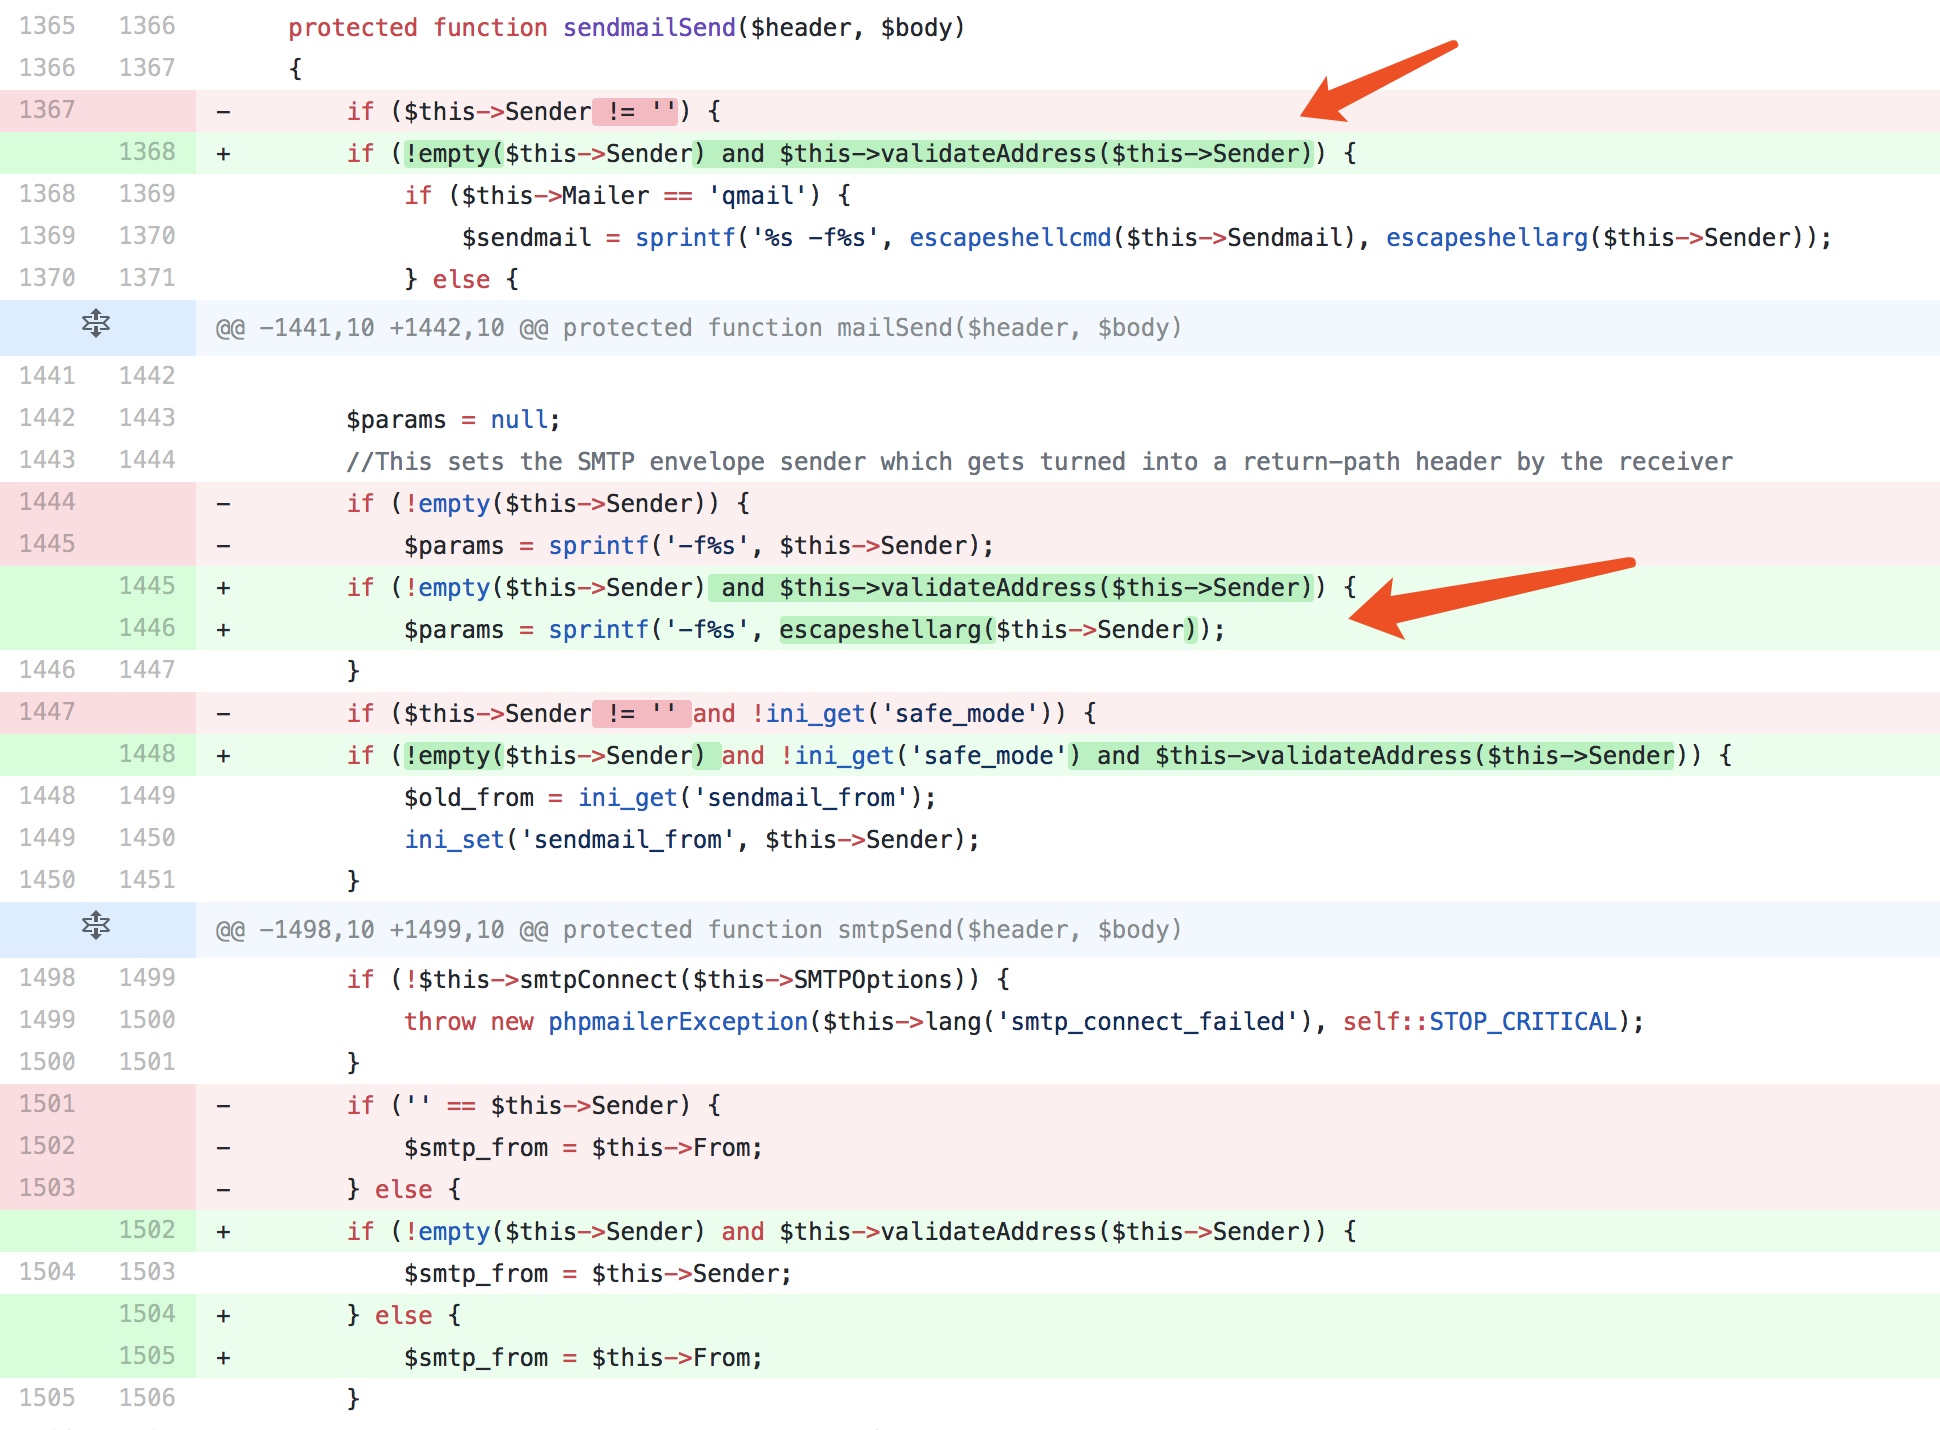 1365 1366 protected function sendmailSend($header, $body)
1366 1367 {
1367 - if ($this->Sender != '') {
1368 + if (!empty($this->Sender) and $this->validateAddress($this->Sender)) {
1368 1369 if ($this->Mailer == 'qmail') {
1369 1370 $sendmail = sprintf('%s -f%s', escapeshellcmd($this->Sendmail), escapeshellarg($this->Sender));
1370 1371 } else {
@@ -1441,10 +1442,10 @@ protected function mailSend($header, $body)
1441 1442
1442 1443 $params = null;
1443 1444 //This sets the SMTP envelope sender which gets turned into a return-path header by the receiver
1444 - if (!empty($this->Sender)) {
1445 - $params = sprintf('-f%s', $this->Sender);
1445 + if (!empty($this->Sender) and $this->validateAddress($this->Sender)) {
1446 + $params = sprintf('-f%s', escapeshellarg($this->Sender));
1446 1447 }
1447 - if ($this->Sender != '' and !ini_get('safe_mode')) {
1448 + if (!empty($this->Sender) and !ini_get('safe_mode') and $this->validateAddress($this->Sender)) {
1448 1449 $old_from = ini_get('sendmail_from');
1449 1450 ini_set('sendmail_from', $this->Sender);
1450 1451 }
@@ -1498,10 +1499,10 @@ protected function smtpSend($header, $body)
1498 1499 if (!$this->smtpConnect($this->SMTPOptions)) {
1499 1500 throw new phpmailerException($this->lang('smtp_connect_failed'), self::STOP_CRITICAL);
1500 1501 }
1501 - if ('' == $this->Sender) {
1502 - $smtp_from = $this->From;
1503 - } else {
1502 + if (!empty($this->Sender) and $this->validateAddress($this->Sender)) {
1504 1503 $smtp_from = $this->Sender;
1504 + } else {
1505 + $smtp_from = $this->From;
1505 1506 }